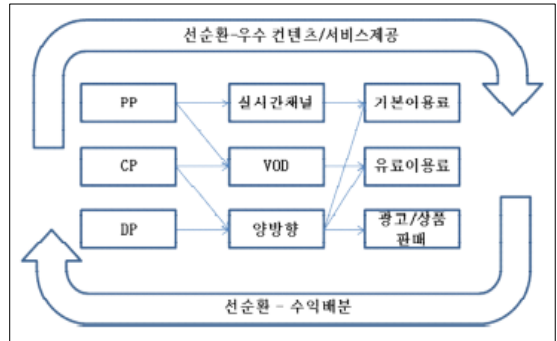 선순환-우수 컨텐츠/서비스제공
PP
실시간채널
기본이용료
CP
VOD
유료이용료
DP
양방향
광고/상품
판매
선순환 - 수익배분